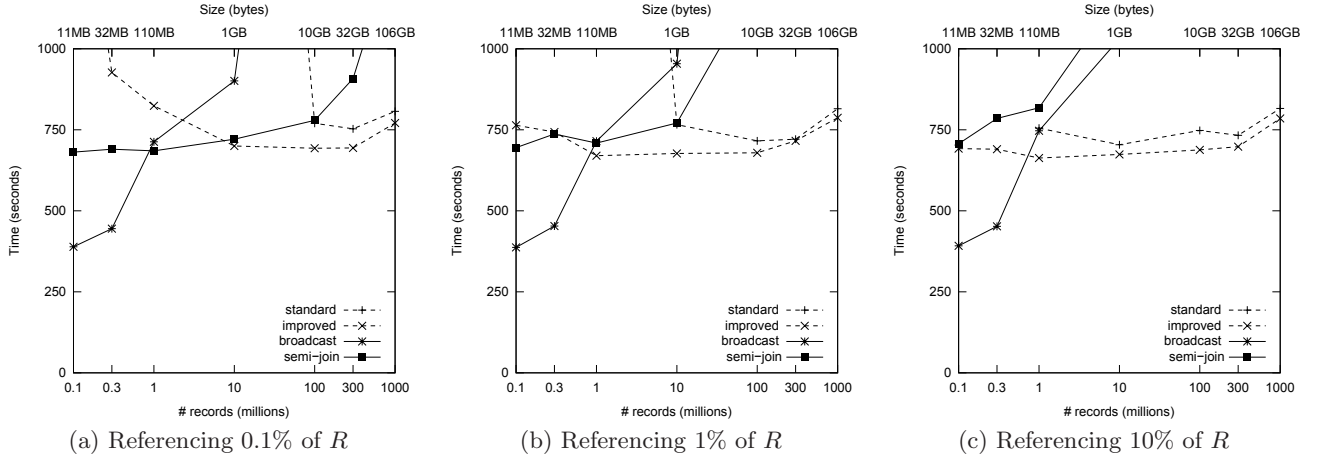 Size (bytes)
11MB 32MB 110MB 1GB 10GB 32GB 106GB
1000
750
500
250
0
Time (seconds)
standard
improved
broadcast
semi-join
0.1 0.3 1 10 100 300 1000
# records (millions)
(a) Referencing 0.1% of R
Size (bytes)
11MB 32MB 110MB 1GB 10GB 32GB 106GB
1000
750
500
250
0
Time (seconds)
standard
improved
broadcast
semi-join
0.1 0.3 1 10 100 300 1000
# records (millions)
(b) Referencing 1% of R
Size (bytes)
11MB 32MB 110MB 1GB 10GB 32GB 106GB
1000
750
500
250
0
Time (seconds)
standard
improved
broadcast
semi-join
0.1 0.3 1 10 100 300 1000
# records (millions)
(c) Referencing 10% of R